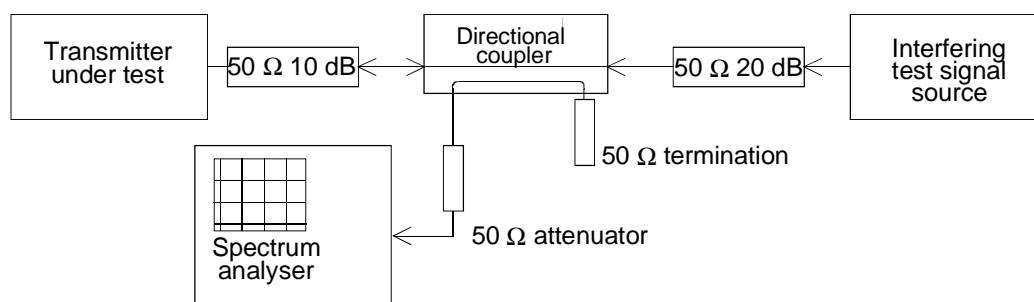 Transmitter
under test
50 Ω 10 dB
Directional
coupler
50 Ω 20 dB
Interfering
test signal
source
50 Ω termination
50 Ω attenuator
Spectrum
analyser